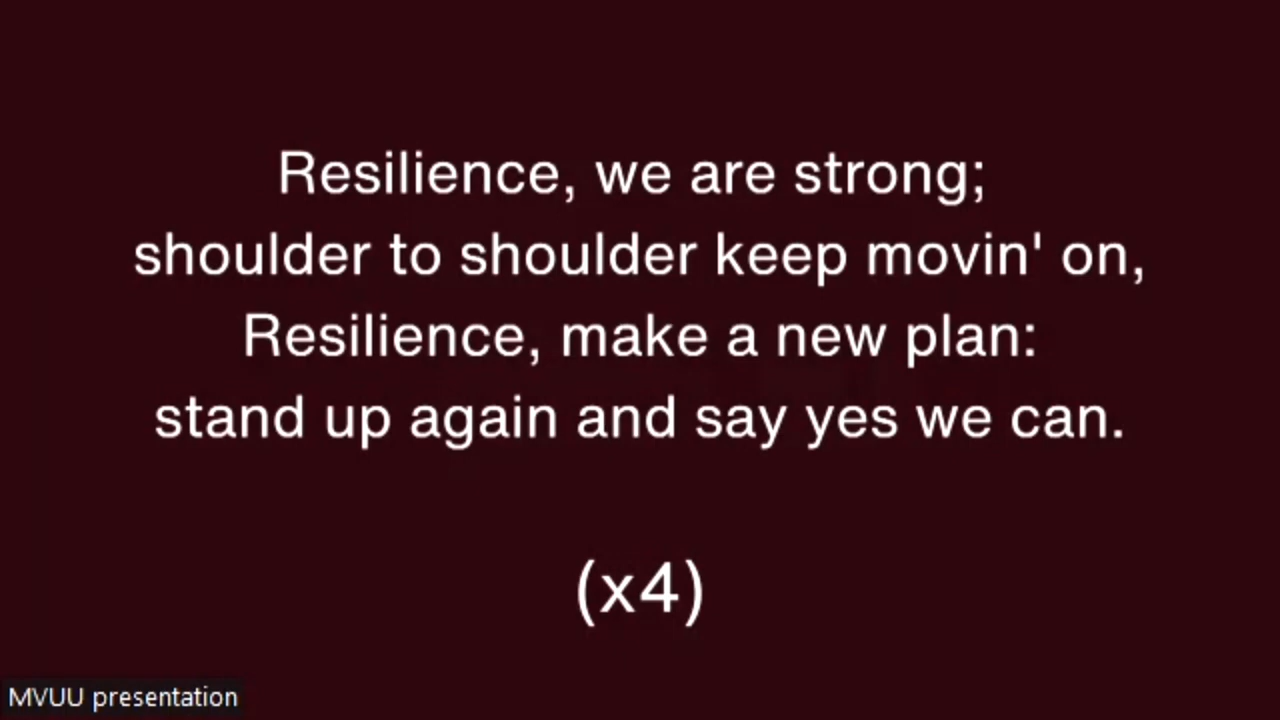 Resilience, we are strong;
shoulder to shoulder keep movin' on,
Resilience, make a new plan:
stand up again and say yes we can.
(x4)
MVUU presentation